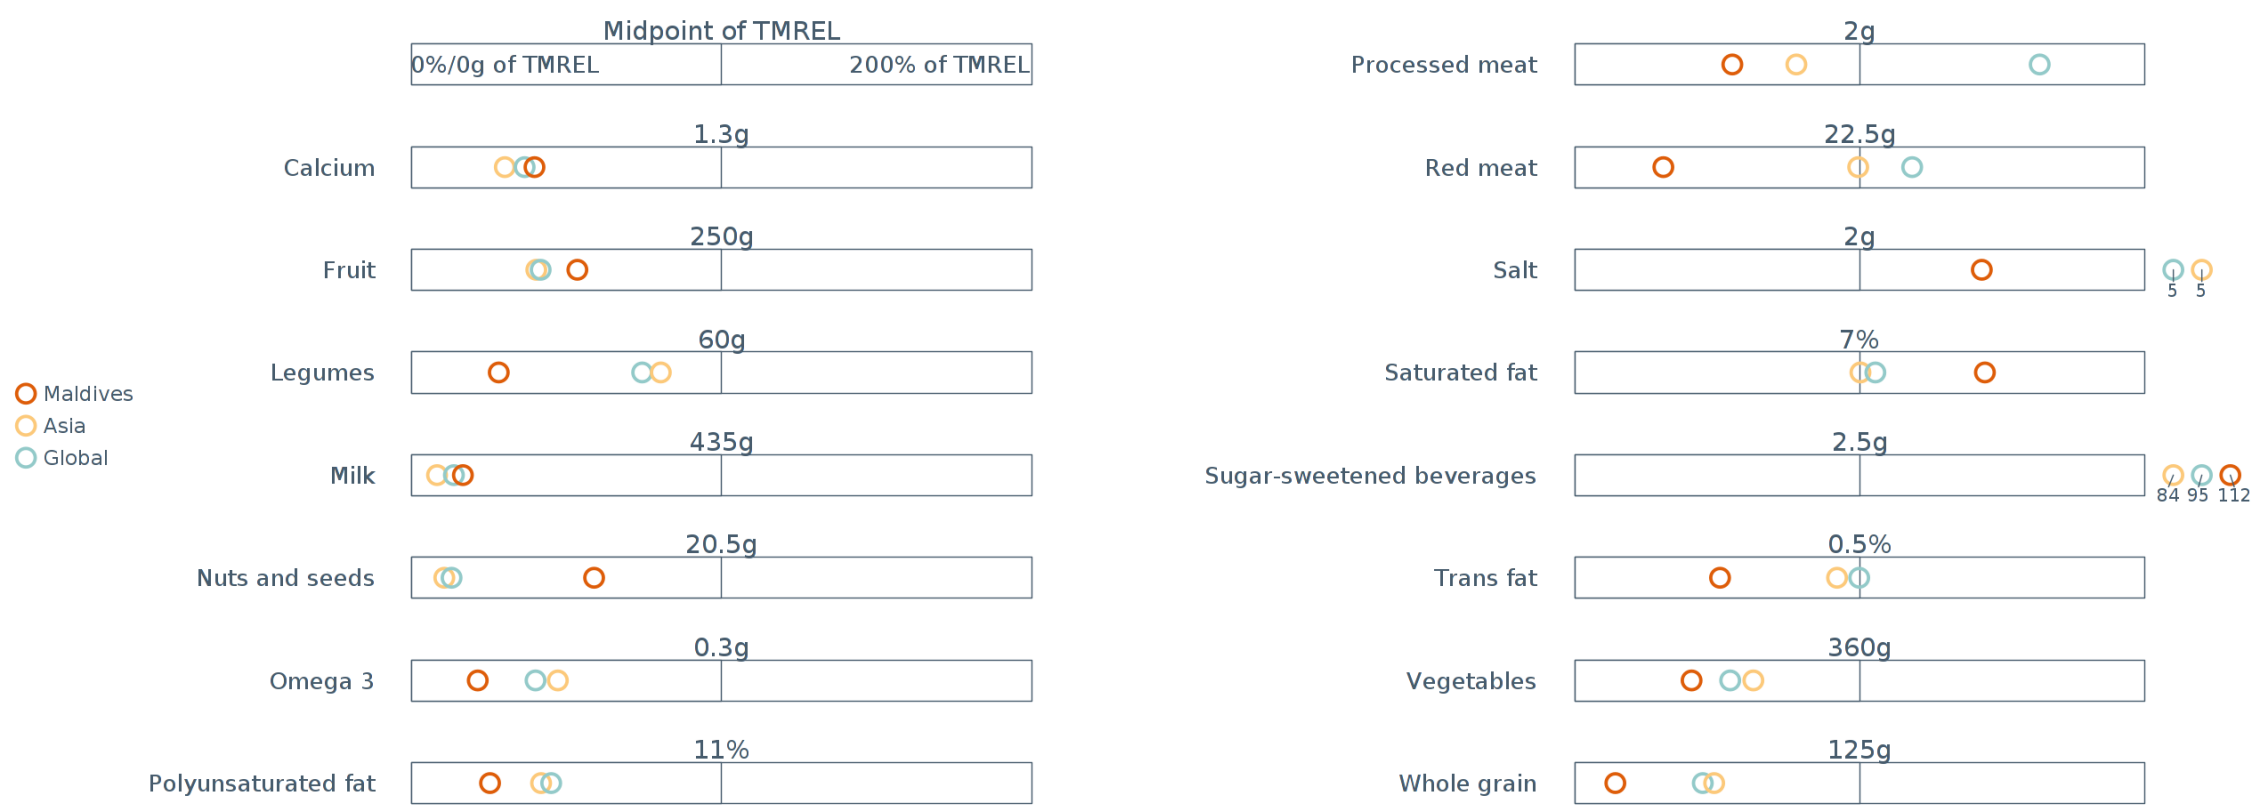 Midpoint of TMREL
0%/0g of TMREL
200% of TMREL
1.3g
Calcium
250g
Fruit
60g
Legumes
435g
Milk
20.5g
Nuts and seeds
0.3g
Omega 3
11%
Polyunsaturated fat
Maldives
Asia
Global
2g
Processed meat
22.5g
Red meat
2g
Salt
5 5
7%
Saturated fat
2.5g
Sugar-sweetened beverages
84 95 112
0.5%
Trans fat
360g
Vegetables
125g
Whole grain